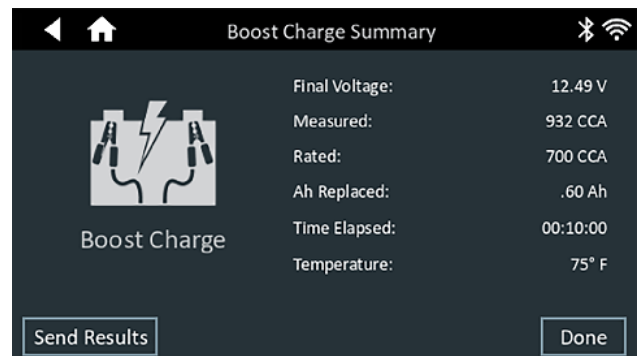 Boost Charge Summary
Final Voltage: 12.49 V
Measured: 932 CCA
Rated: 700 CCA
Ah Replaced: .60 Ah
Time Elapsed: 00:10:00
Temperature: 75° F
Boost Charge
Send Results
Done